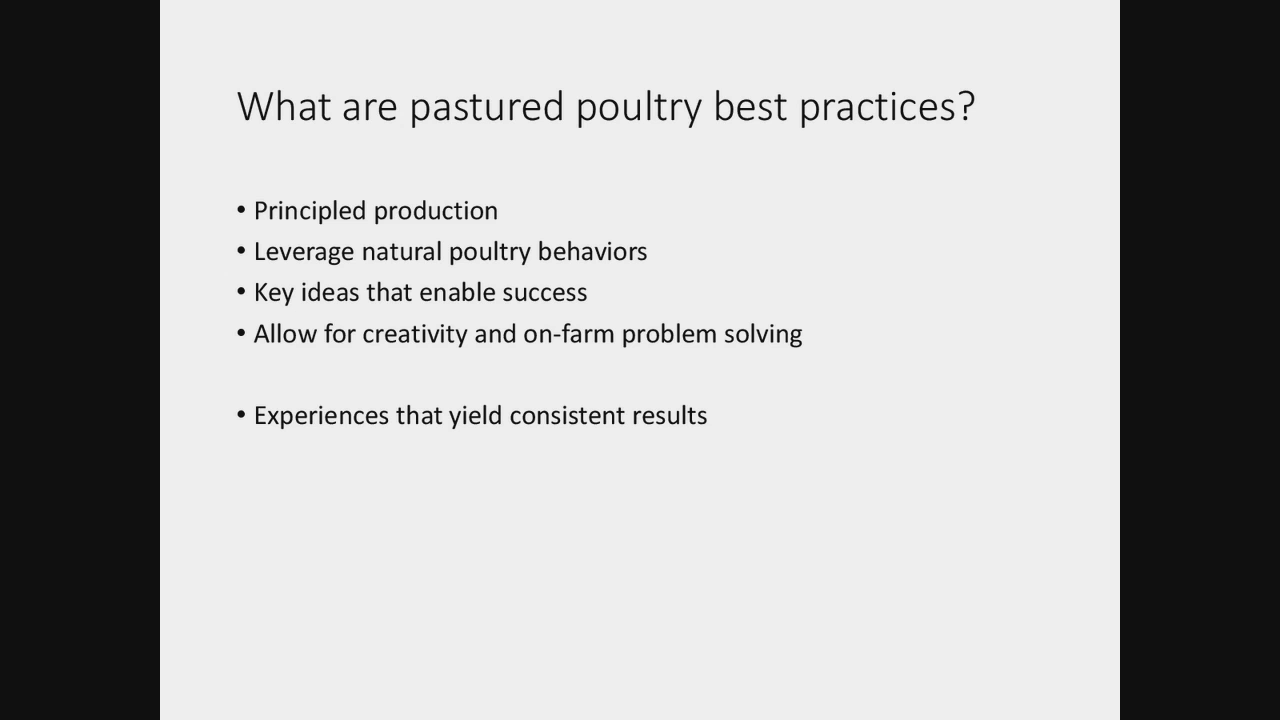 What are pastured poultry best practices?
• Principled production
• Leverage natural poultry behaviors
• Key ideas that enable success
• Allow for creativity and on-farm problem solving
• Experiences that yield consistent results